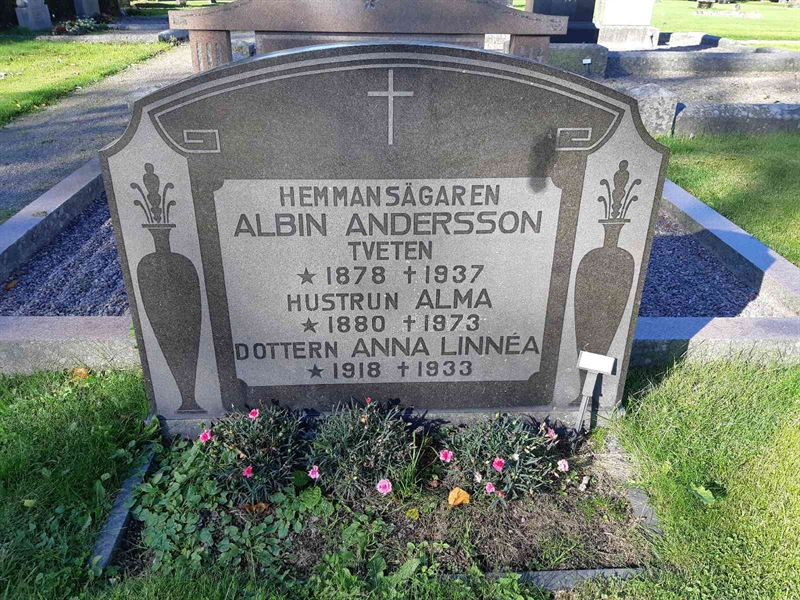 HEMMANSÄGAREN
ALBIN ANDERSSON
TVETEN
★ 1878 ✝ 1937
HUSTRUN ALMA
★ 1880 ✝ 1973
DOTTERN ANNA LINNÉA
★ 1918 ✝ 1933